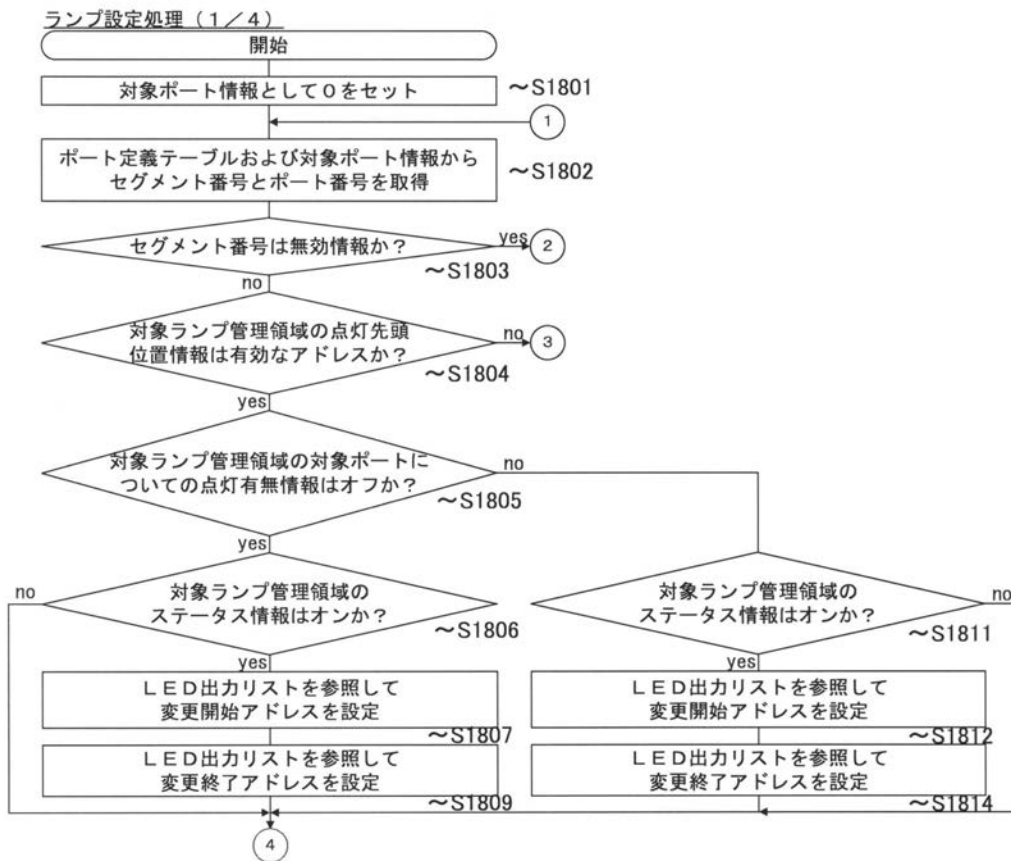 ランプ設定処理（１／４）
開始
対象ポート情報として０をセット
～S1801
1
ポート定義テーブルおよび対象ポート情報から
セグメント番号とポート番号を取得
～S1802
セグメント番号は無効情報か？
yes
2
～S1803
no
対象ランプ管理領域の点灯先頭
位置情報は有効なアドレスか？
no
3
～S1804
yes
対象ランプ管理領域の対象ポートに
ついての点灯有無情報はオフか？
no
～S1805
yes
no
対象ランプ管理領域の
ステータス情報はオンか？
～S1806
対象ランプ管理領域の
ステータス情報はオンか？
no
～S1811
yes
ＬＥＤ出力リストを参照して
変更開始アドレスを設定
～S1807
yes
ＬＥＤ出力リストを参照して
変更開始アドレスを設定
～S1812
ＬＥＤ出力リストを参照して
変更終了アドレスを設定
～S1809
ＬＥＤ出力リストを参照して
変更終了アドレスを設定
～S1814
4